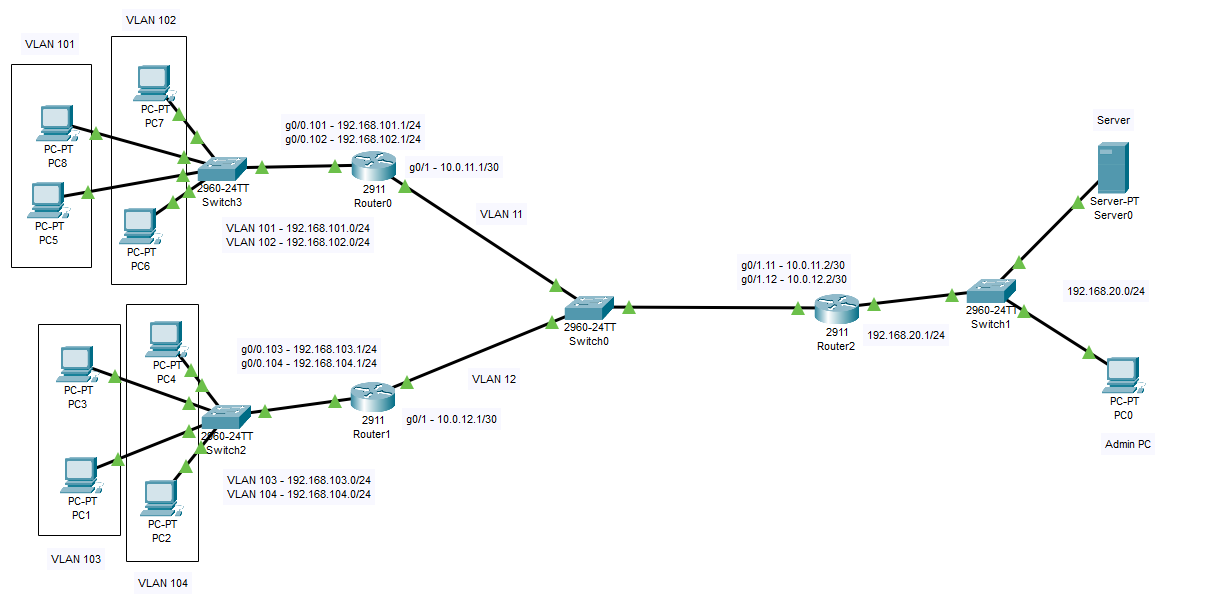 VLAN 102
VLAN 101
PC-PT
PC7
PC-PT
PC8
PC-PT
PC5
PC-PT
PC6
2960-24TT
Switch3
g0/0.101 - 192.168.101.1/24
g0/0.102 - 192.168.102.1/24
2911
Router0
g0/1 - 10.0.11.1/30
VLAN 101 - 192.168.101.0/24
VLAN 102 - 192.168.102.0/24
VLAN 11
2960-24TT
Switch0
g0/1.11 - 10.0.11.2/30
g0/1.12 - 10.0.12.2/30
2911
Router2
192.168.20.1/24
Server
Server-PT
Server0
2960-24TT
Switch1
192.168.20.0/24
PC-PT
PC0
Admin PC
PC-PT
PC4
PC-PT
PC3
PC-PT
PC1
PC-PT
PC2
2960-24TT
Switch2
g0/0.103 - 192.168.103.1/24
g0/0.104 - 192.168.104.1/24
2911
Router1
VLAN 12
g0/1 - 10.0.12.1/30
VLAN 103 - 192.168.103.0/24
VLAN 104 - 192.168.104.0/24
VLAN 103
VLAN 104